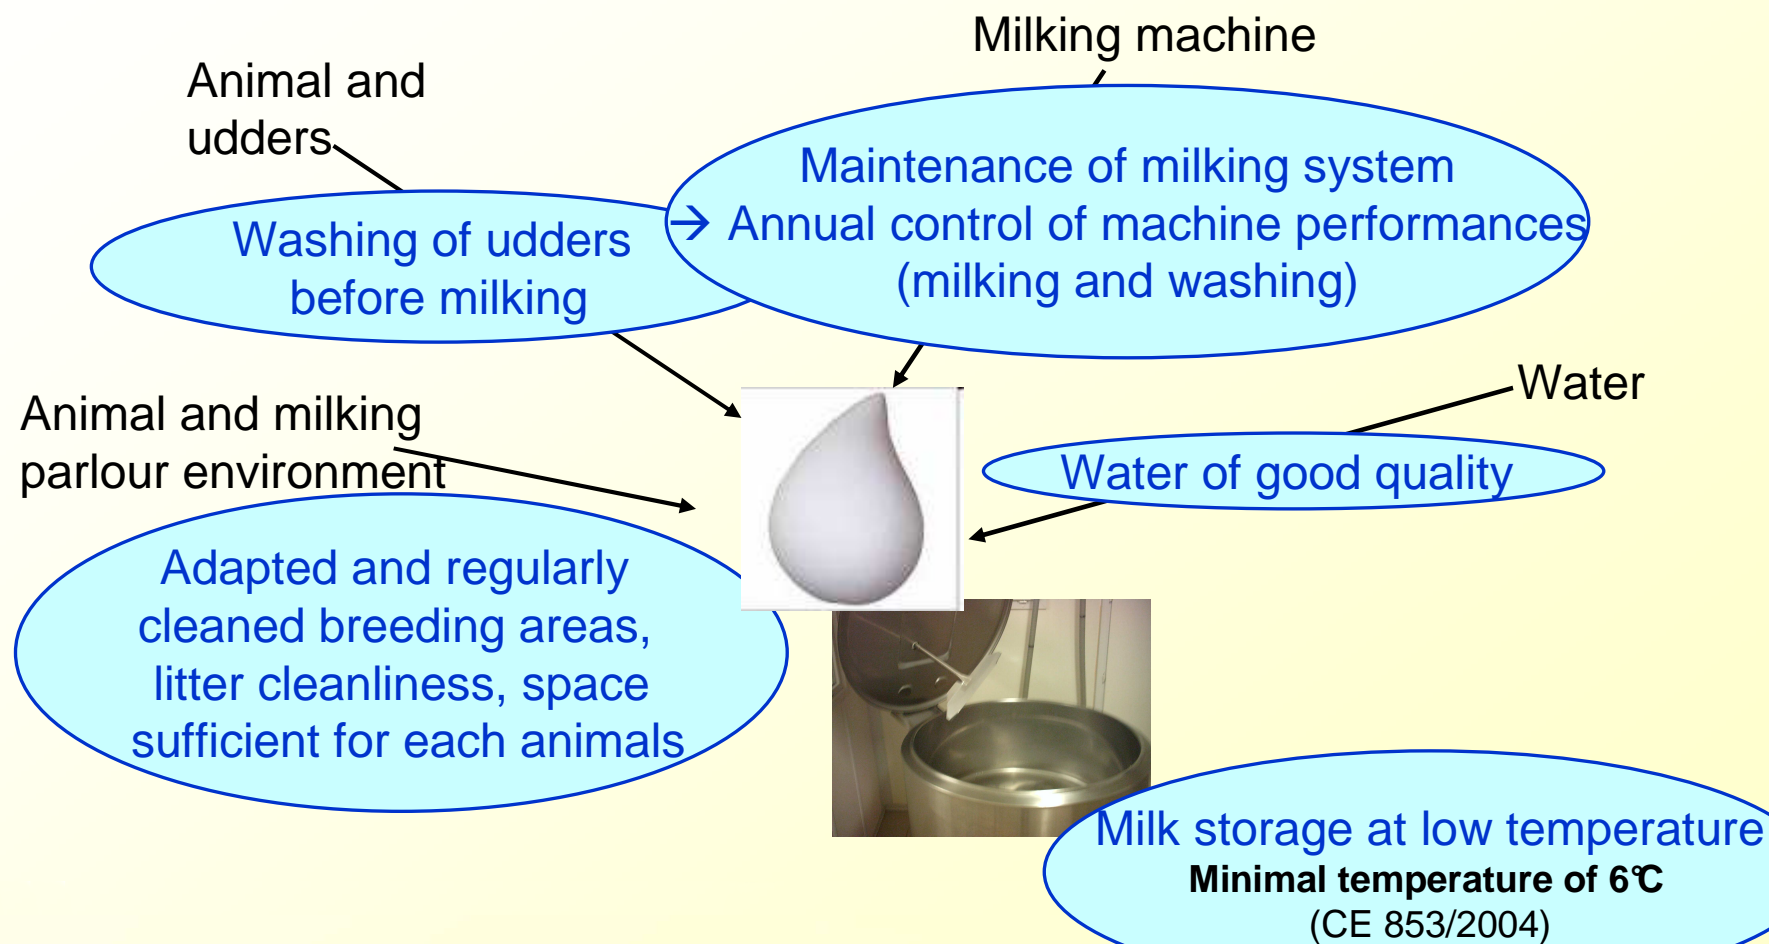 Milking machine
Animal and
udders
Maintenance of milking system
→ Annual control of machine performances
(milking and washing)
Washing of udders
before milking
Water
Animal and milking
parlour environment
Water of good quality
Adapted and regularly
cleaned breeding areas,
litter cleanliness, space
sufficient for each animals
Milk storage at low temperature
Minimal temperature of 6°C
(CE 853/2004)